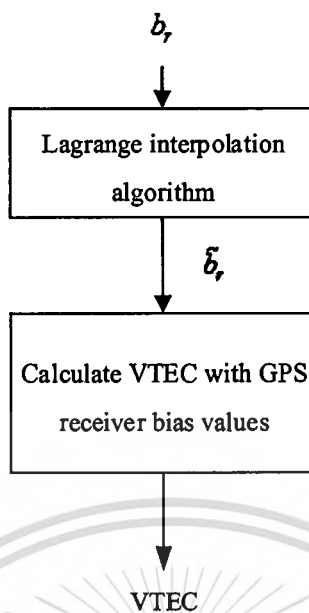 b_r
Lagrange interpolation
algorithm
b̃_r
Calculate VTEC with GPS
receiver bias values
VTEC